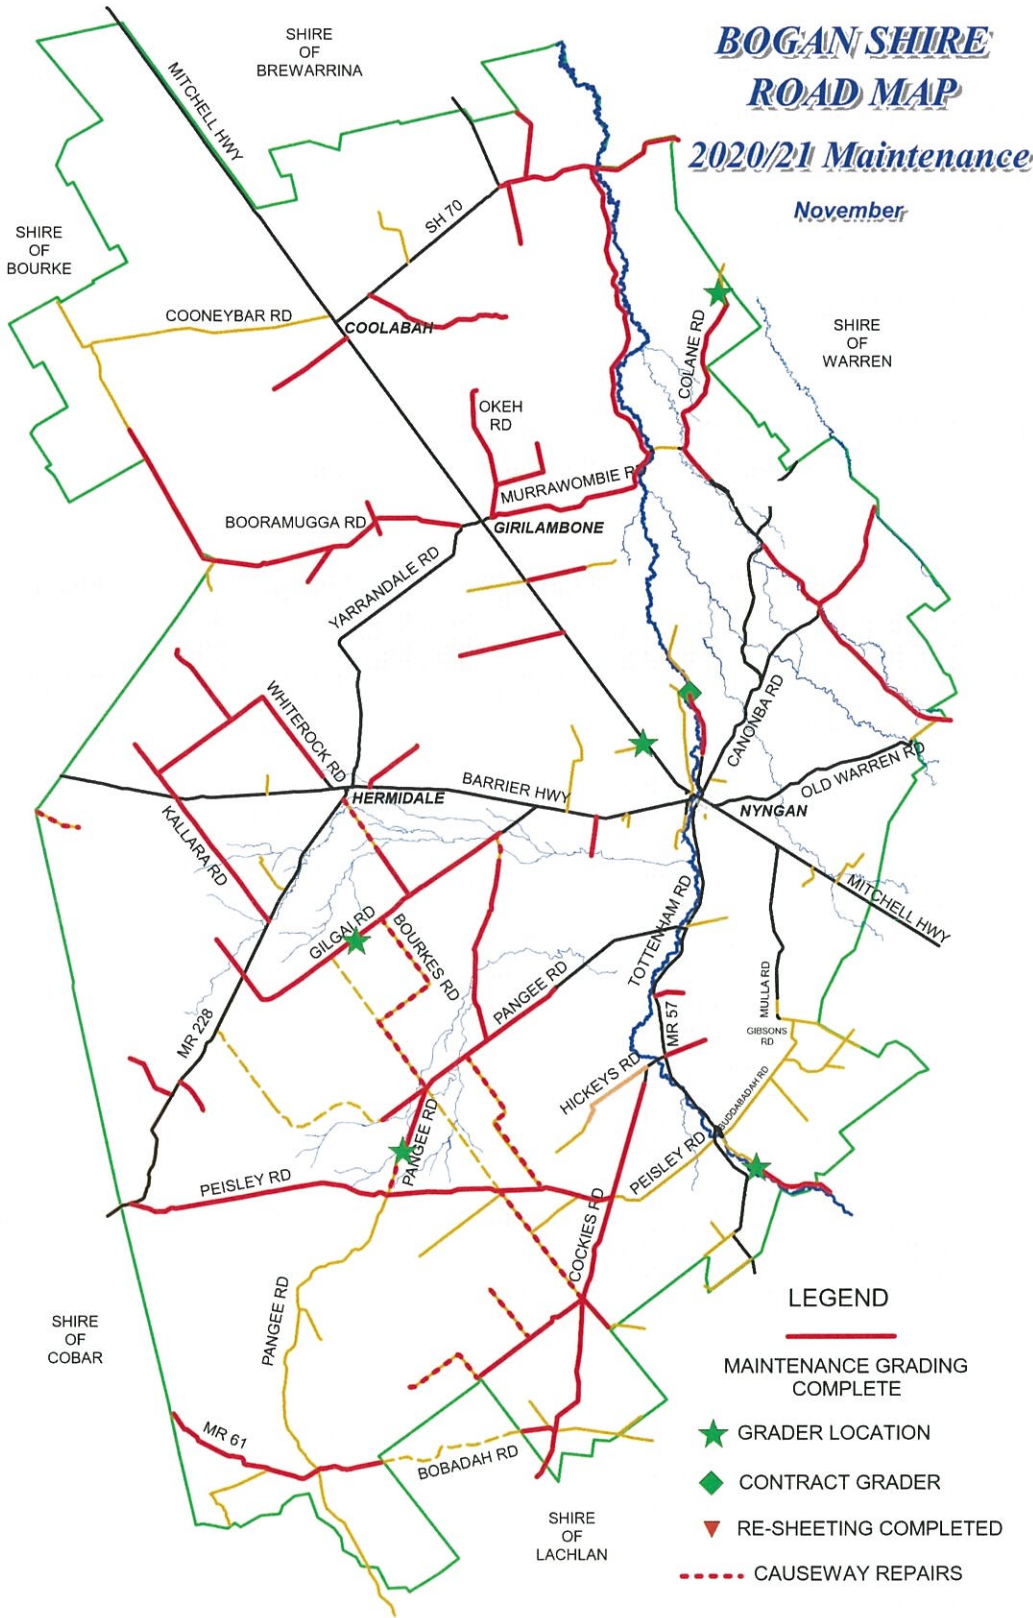 BOGAN SHIRE
ROAD MAP
2020/21 Maintenance
November
SHIRE
OF
BREWARRINA
MITCHELL HWY
SH 70
SHIRE
OF
BOURKE
COONEYBAR RD
COOLABAH
COLANE RD
SHIRE
OF
WARREN
OKEH
RD
MURRAWOMBIE R
BOORAMUGGA RD
GIRILAMBONE
YARRANDALE RD
WHITEROCK RD
CANONBA RD
BARRIER HWY
OLD WARREN RD
HERMIDALE
NYNGAN
KALLARA RD
MITCHELL HWY
GILGAI RD
BOURKES RD
TOTTENHAM RD
PANGEE RD
MULLA RD
MR 57
GIBSONS
RD
MR 228
HICKEYS RD
BUDDABADAH RD
PANGEE RD
PEISLEY RD
PEISLEY RD
COCKIES RD
PANGEE RD
SHIRE
OF
COBAR
MR 61
BOBADAH RD
SHIRE
OF
LACHLAN
LEGEND
MAINTENANCE GRADING
COMPLETE
GRADER LOCATION
CONTRACT GRADER
RE-SHEETING COMPLETED
CAUSEWAY REPAIRS